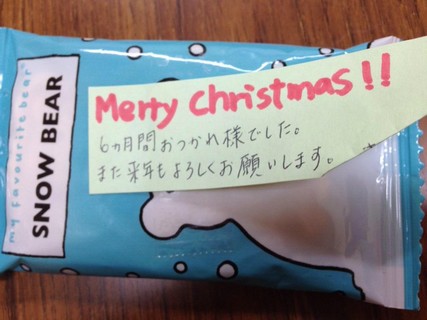 my favourite bear
SNOW BEAR
Merry Christmas!!
6ヵ月間おつかれ様でした。
また来年もよろしくお願いします。